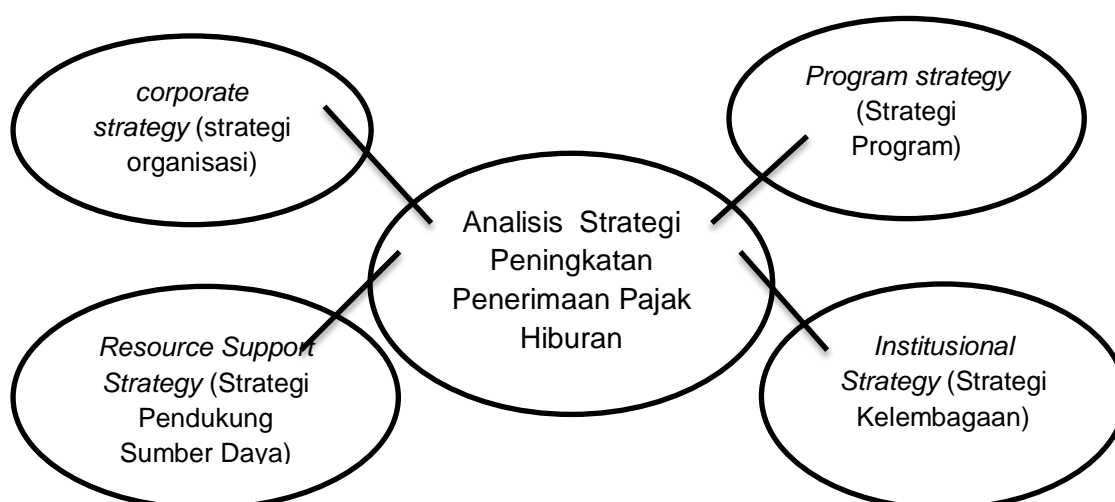 corporate
strategy (strategi
organisasi)
Program strategy
(Strategi
Program)
Analisis Strategi
Peningkatan
Penerimaan Pajak
Hiburan
Resource Support
Strategy (Strategi
Pendukung
Sumber Daya)
Institusional
Strategy (Strategi
Kelembagaan)